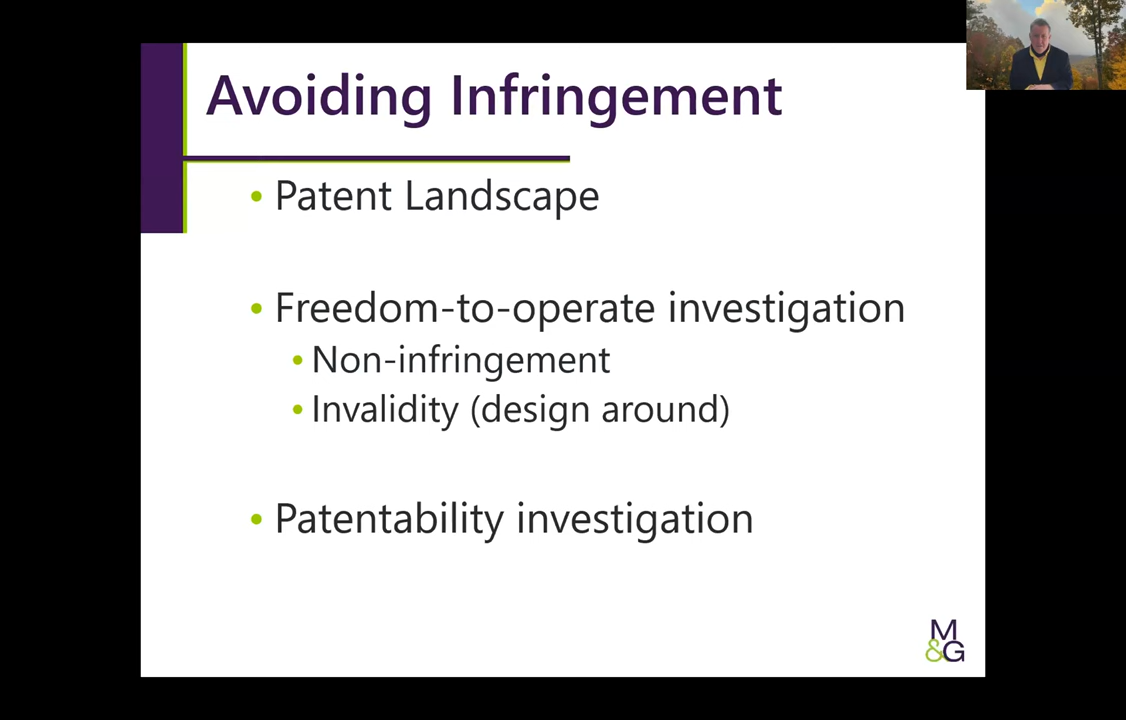 Avoiding Infringement
• Patent Landscape
• Freedom-to-operate investigation
• Non-infringement
• Invalidity (design around)
• Patentability investigation
M
&G